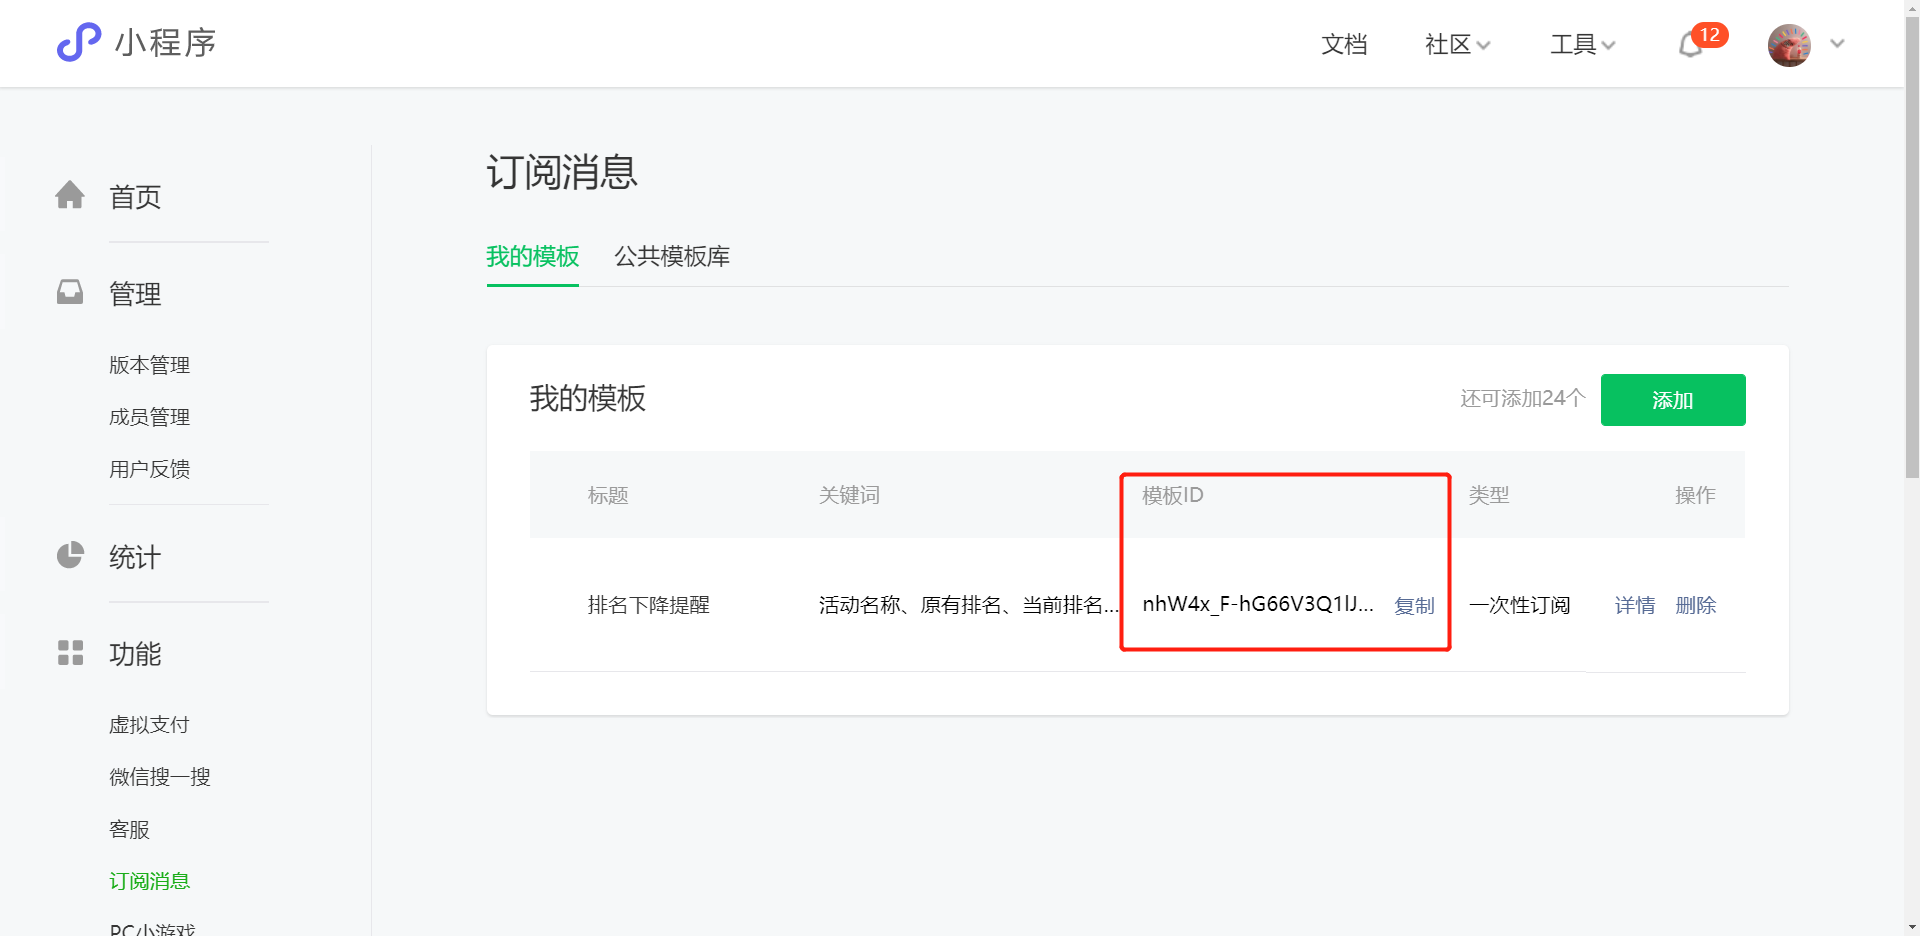 小程序
文档
社区
工具
12
首页
管理
版本管理
成员管理
用户反馈
统计
功能
虚拟支付
微信搜一搜
客服
订阅消息
PC小游戏
订阅消息
我的模板
公共模板库
我的模板
还可添加24个
添加
标题
关键词
模板ID
类型
操作
排名下降提醒
活动名称、原有排名、当前排名...
nhW4x_F-hG66V3Q1lJ...
复制
一次性订阅
详情
删除